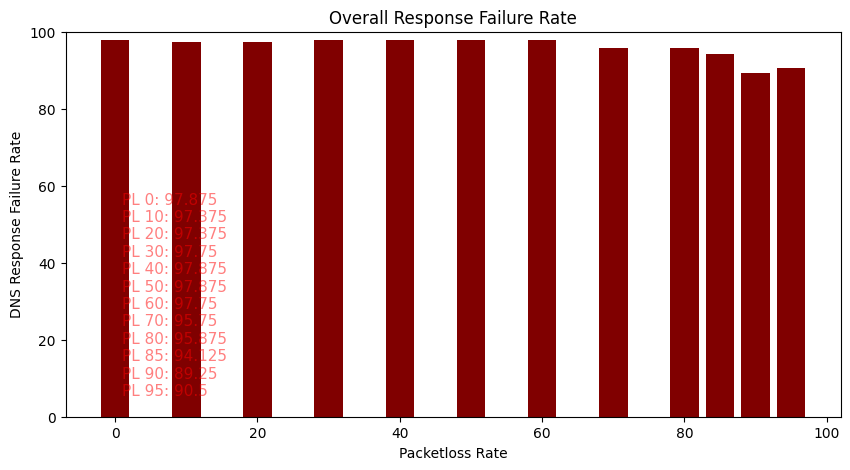 Overall Response Failure Rate
DNS Response Failure Rate
100
80
60
40
20
0
PL 0: 97.875
PL 10: 97.375
PL 20: 97.375
PL 30: 97.75
PL 40: 97.875
PL 50: 97.875
PL 60: 97.75
PL 70: 95.75
PL 80: 95.875
PL 85: 94.125
PL 90: 89.25
PL 95: 90.5
0 20 40 60 80 100
Packetloss Rate